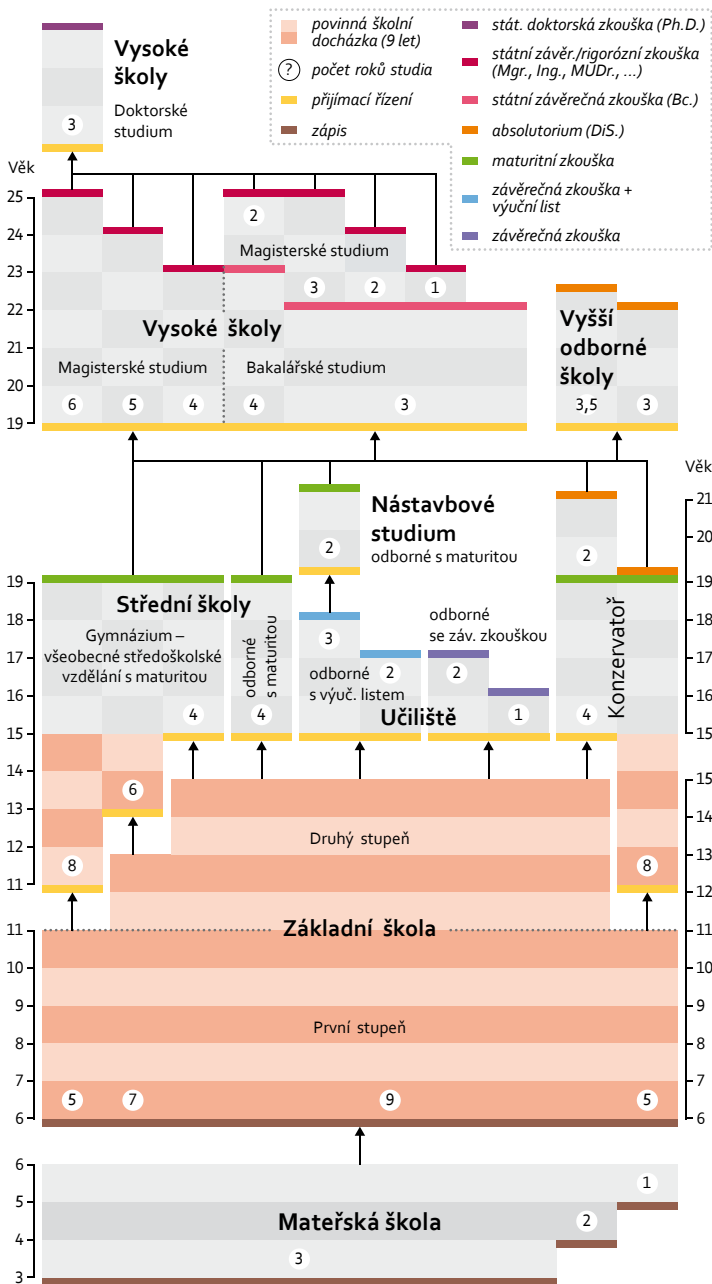 povinná školní
docházka (9 let)
? počet roků studia
přijímací řízení
zápis
stát. doktorská zkouška (Ph.D.)
státní závěr./rigorózní zkouška
(Mgr., Ing., MUDr., ...)
státní závěrečná zkouška (Bc.)
absolutorium (DiS.)
maturitní zkouška
závěrečná zkouška +
výuční list
závěrečná zkouška
Vysoké
školy
Doktorské
studium
3
Věk
25
24
23
22
21
20
19
2
Magisterské studium
3 2 1
Vysoké školy
Magisterské studium
Bakalářské studium
6 5 4 4 3
Vyšší
odborné
školy
3,5 3
Věk
21
20
19
18
17
16
15
Nástavbové
studium
odborné s maturitou
2
2
19
18
17
16
15
14
13
12
11
Střední školy
Gymnázium –
všeobecné středoškolské
vzdělání s maturitou
4
odborné
s maturitou
4
3
odborné
s výuč. listem
2
Učiliště
odborné
se záv. zkouškou
2
1
Konzervatoř
4
6
8
8
15
14
13
12
11
10
9
8
7
6
Druhý stupeň
Základní škola
11
10
9
8
7
6
První stupeň
5 7 9 5
6
5
4
3
1
Mateřská škola
2
3